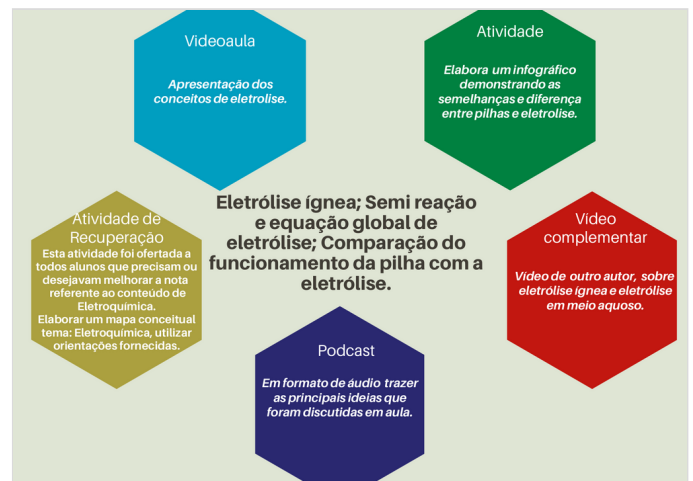 Videoaula
Apresentação dos
conceitos de eletrolise.
Atividade
Elabora um infográfico
demonstrando as
semelhanças e diferença
entre pilhas e eletrolise.
Eletrólise ígnea; Semi reação
e equação global de
eletrólise; Comparação do
funcionamento da pilha com a
eletrólise.
Atividade de
Recuperação
Esta atividade foi ofertada a
todos alunos que precisam ou
desejavam melhorar a nota
referente ao conteúdo de
Eletroquímica.
Elaborar um mapa conceitual
tema: Eletroquímica, utilizar
orientações fornecidas.
Vídeo
complementar
Vídeo de outro autor, sobre
eletrólise ígnea e eletrólise
em meio aquoso.
Podcast
Em formato de áudio trazer
as principais ideias que
foram discutidas em aula.